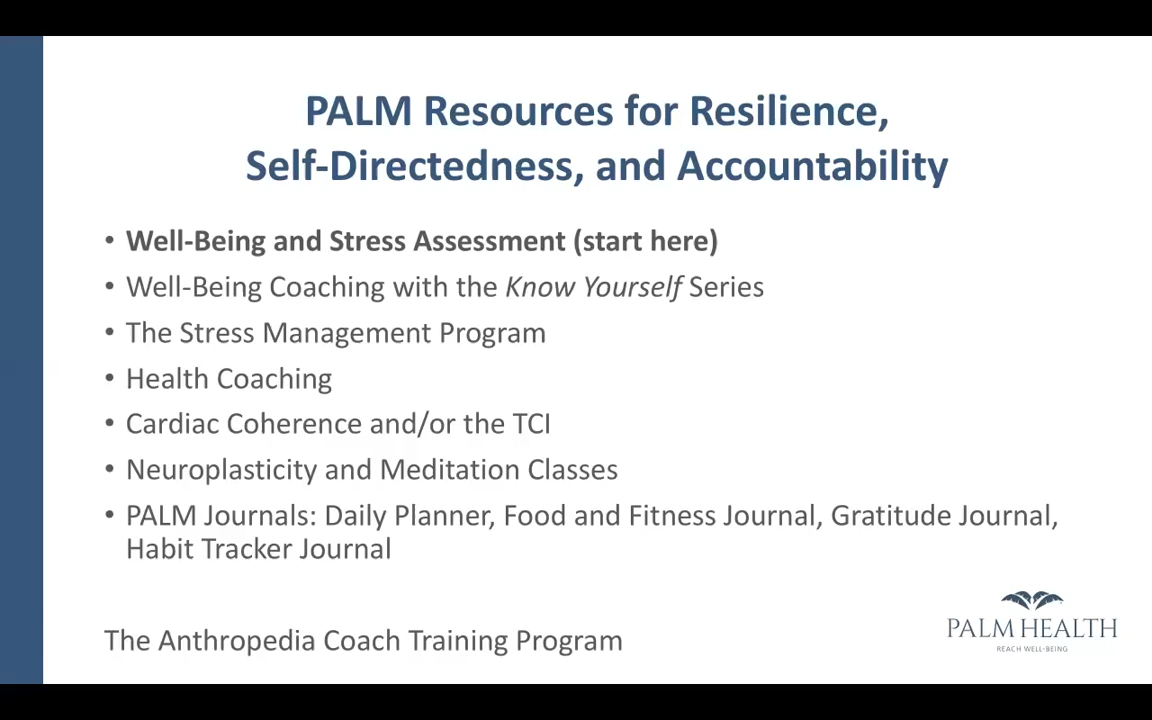 PALM Resources for Resilience,
Self-Directedness, and Accountability
• Well-Being and Stress Assessment (start here)
• Well-Being Coaching with the Know Yourself Series
• The Stress Management Program
• Health Coaching
• Cardiac Coherence and/or the TCI
• Neuroplasticity and Meditation Classes
• PALM Journals: Daily Planner, Food and Fitness Journal, Gratitude Journal,
Habit Tracker Journal
The Anthropedia Coach Training Program
PALM HEALTH
REACH WELL-BEING